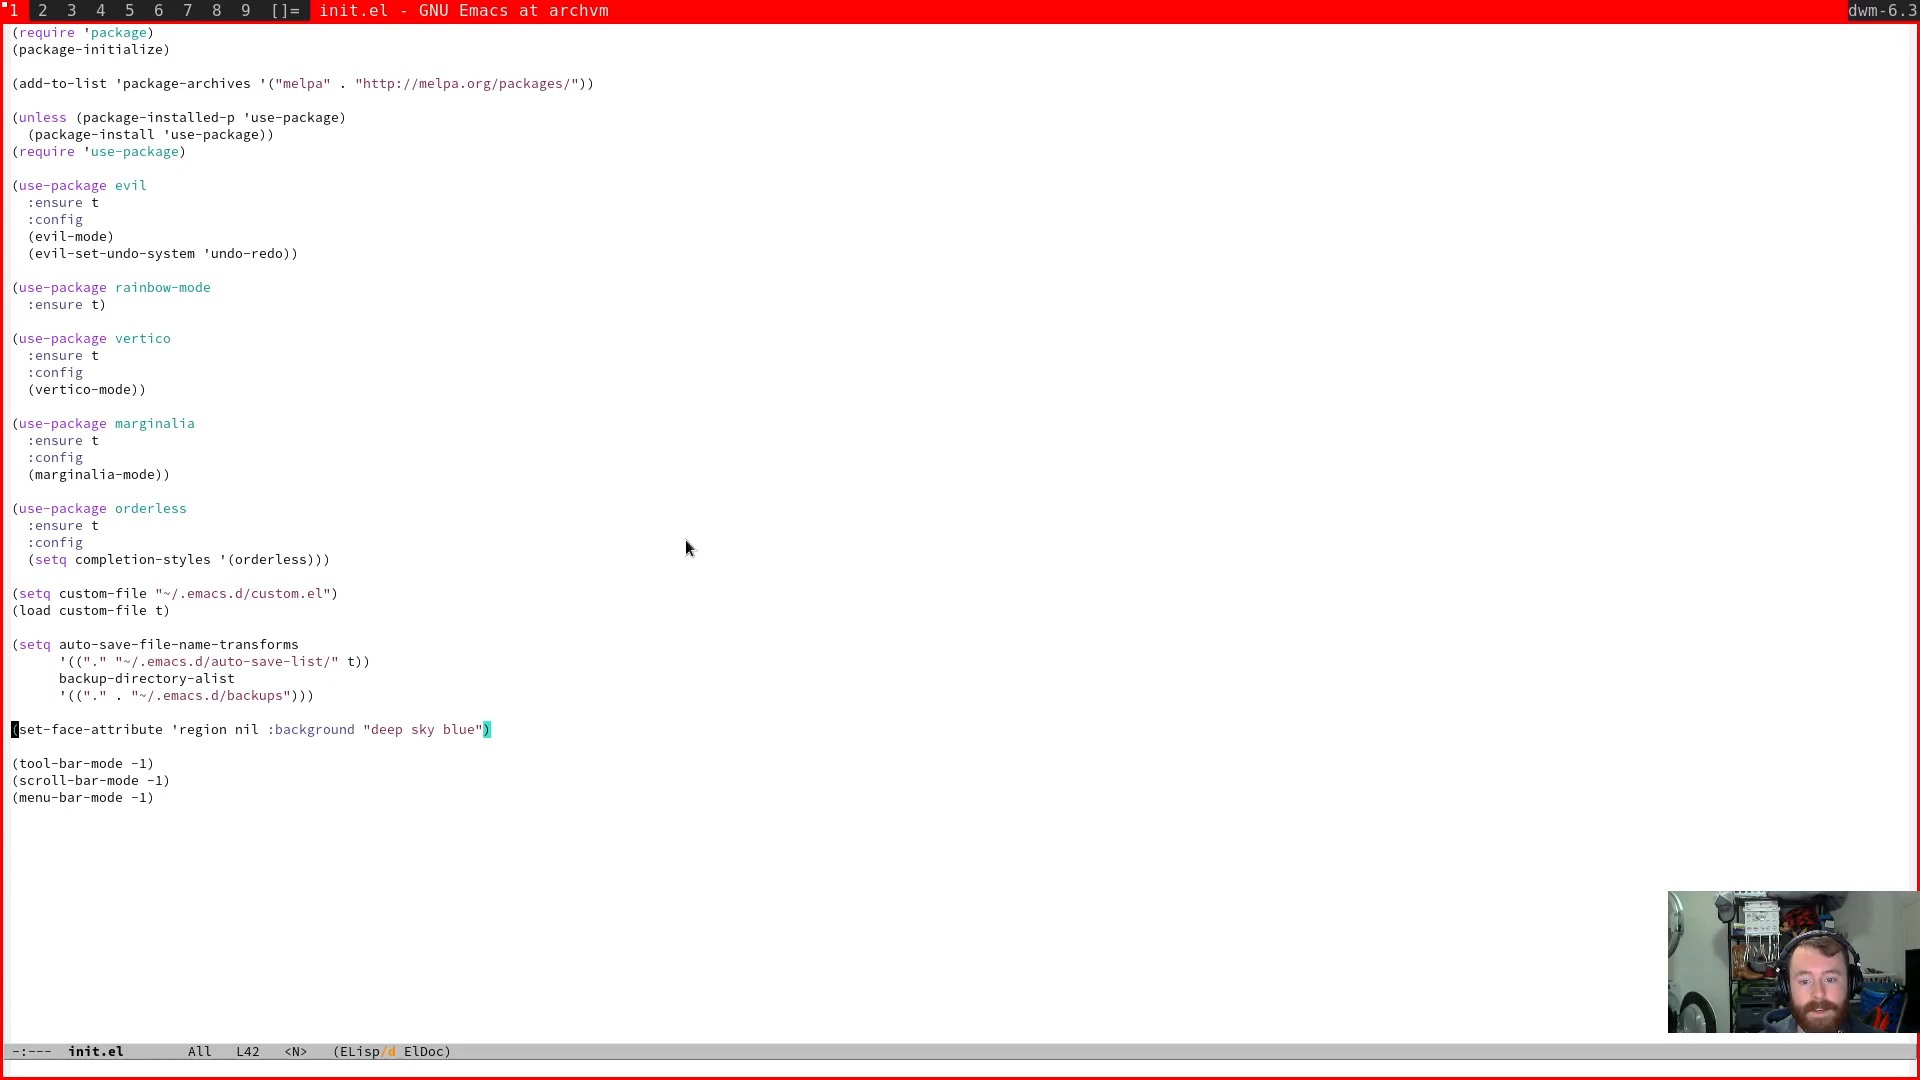 1 2 3 4 5 6 7 8 9 []= init.el - GNU Emacs at archvm dwm-6.3
(require 'package)
(package-initialize)
(add-to-list 'package-archives '("melpa" . "http://melpa.org/packages/"))
(unless (package-installed-p 'use-package)
  (package-install 'use-package))
(require 'use-package)
(use-package evil
  :ensure t
  :config
  (evil-mode)
  (evil-set-undo-system 'undo-redo))
(use-package rainbow-mode
  :ensure t)
(use-package vertico
  :ensure t
  :config
  (vertico-mode))
(use-package marginalia
  :ensure t
  :config
  (marginalia-mode))
(use-package orderless
  :ensure t
  :config
  (setq completion-styles '(orderless)))
(setq custom-file "~/.emacs.d/custom.el")
(load custom-file t)
(setq auto-save-file-name-transforms
      '(("." "~/.emacs.d/auto-save-list/" t))
      backup-directory-alist
      '(("." . "~/.emacs.d/backups")))
(set-face-attribute 'region nil :background "deep sky blue")
(tool-bar-mode -1)
(scroll-bar-mode -1)
(menu-bar-mode -1)
-:--- init.el All L42 <N> (ELisp/d ElDoc)